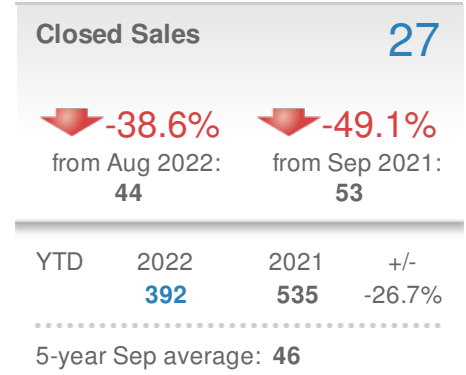 Closed Sales 27
-38.6% -49.1%
from Aug 2022: from Sep 2021:
44 53
YTD 2022 2021 +/-
392 535 -26.7%
5-year Sep average: 46